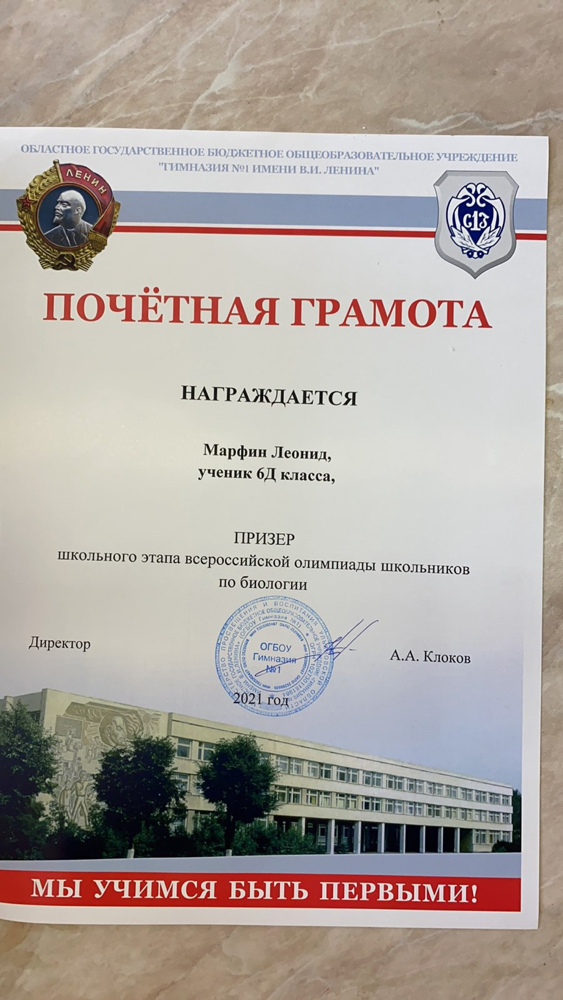 ОБЛАСТНОЕ ГОСУДАРСТВЕННОЕ БЮДЖЕТНОЕ ОБЩЕОБРАЗОВАТЕЛЬНОЕ УЧРЕЖДЕНИЕ
"ГИМНАЗИЯ №1 ИМЕНИ В.И. ЛЕНИНА"
ЛЕНИН
С1Г
ПОЧЁТНАЯ ГРАМОТА
НАГРАЖДАЕТСЯ
Марфин Леонид,
ученик 6Д класса,
ПРИЗЕР
школьного этапа всероссийской олимпиады школьников
по биологии
Директор
ОГБОУ
Гимназия
№1
А.А. Клоков
2021 год
МЫ УЧИМСЯ БЫТЬ ПЕРВЫМИ!